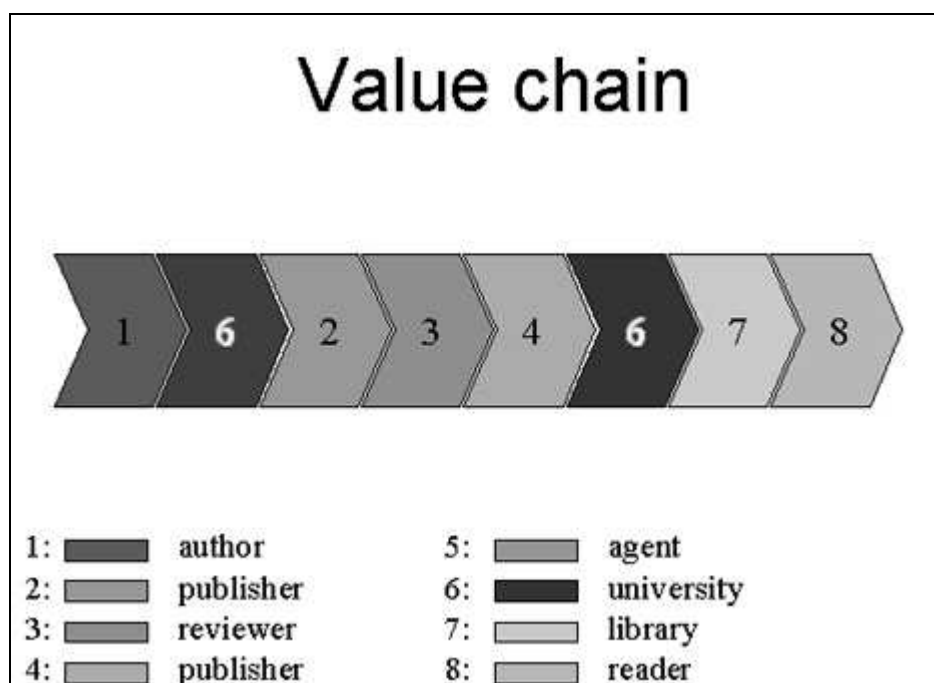 Value chain
1 6 2 3 4 6 7 8
1: author 5: agent
2: publisher 6: university
3: reviewer 7: library
4: publisher 8: reader